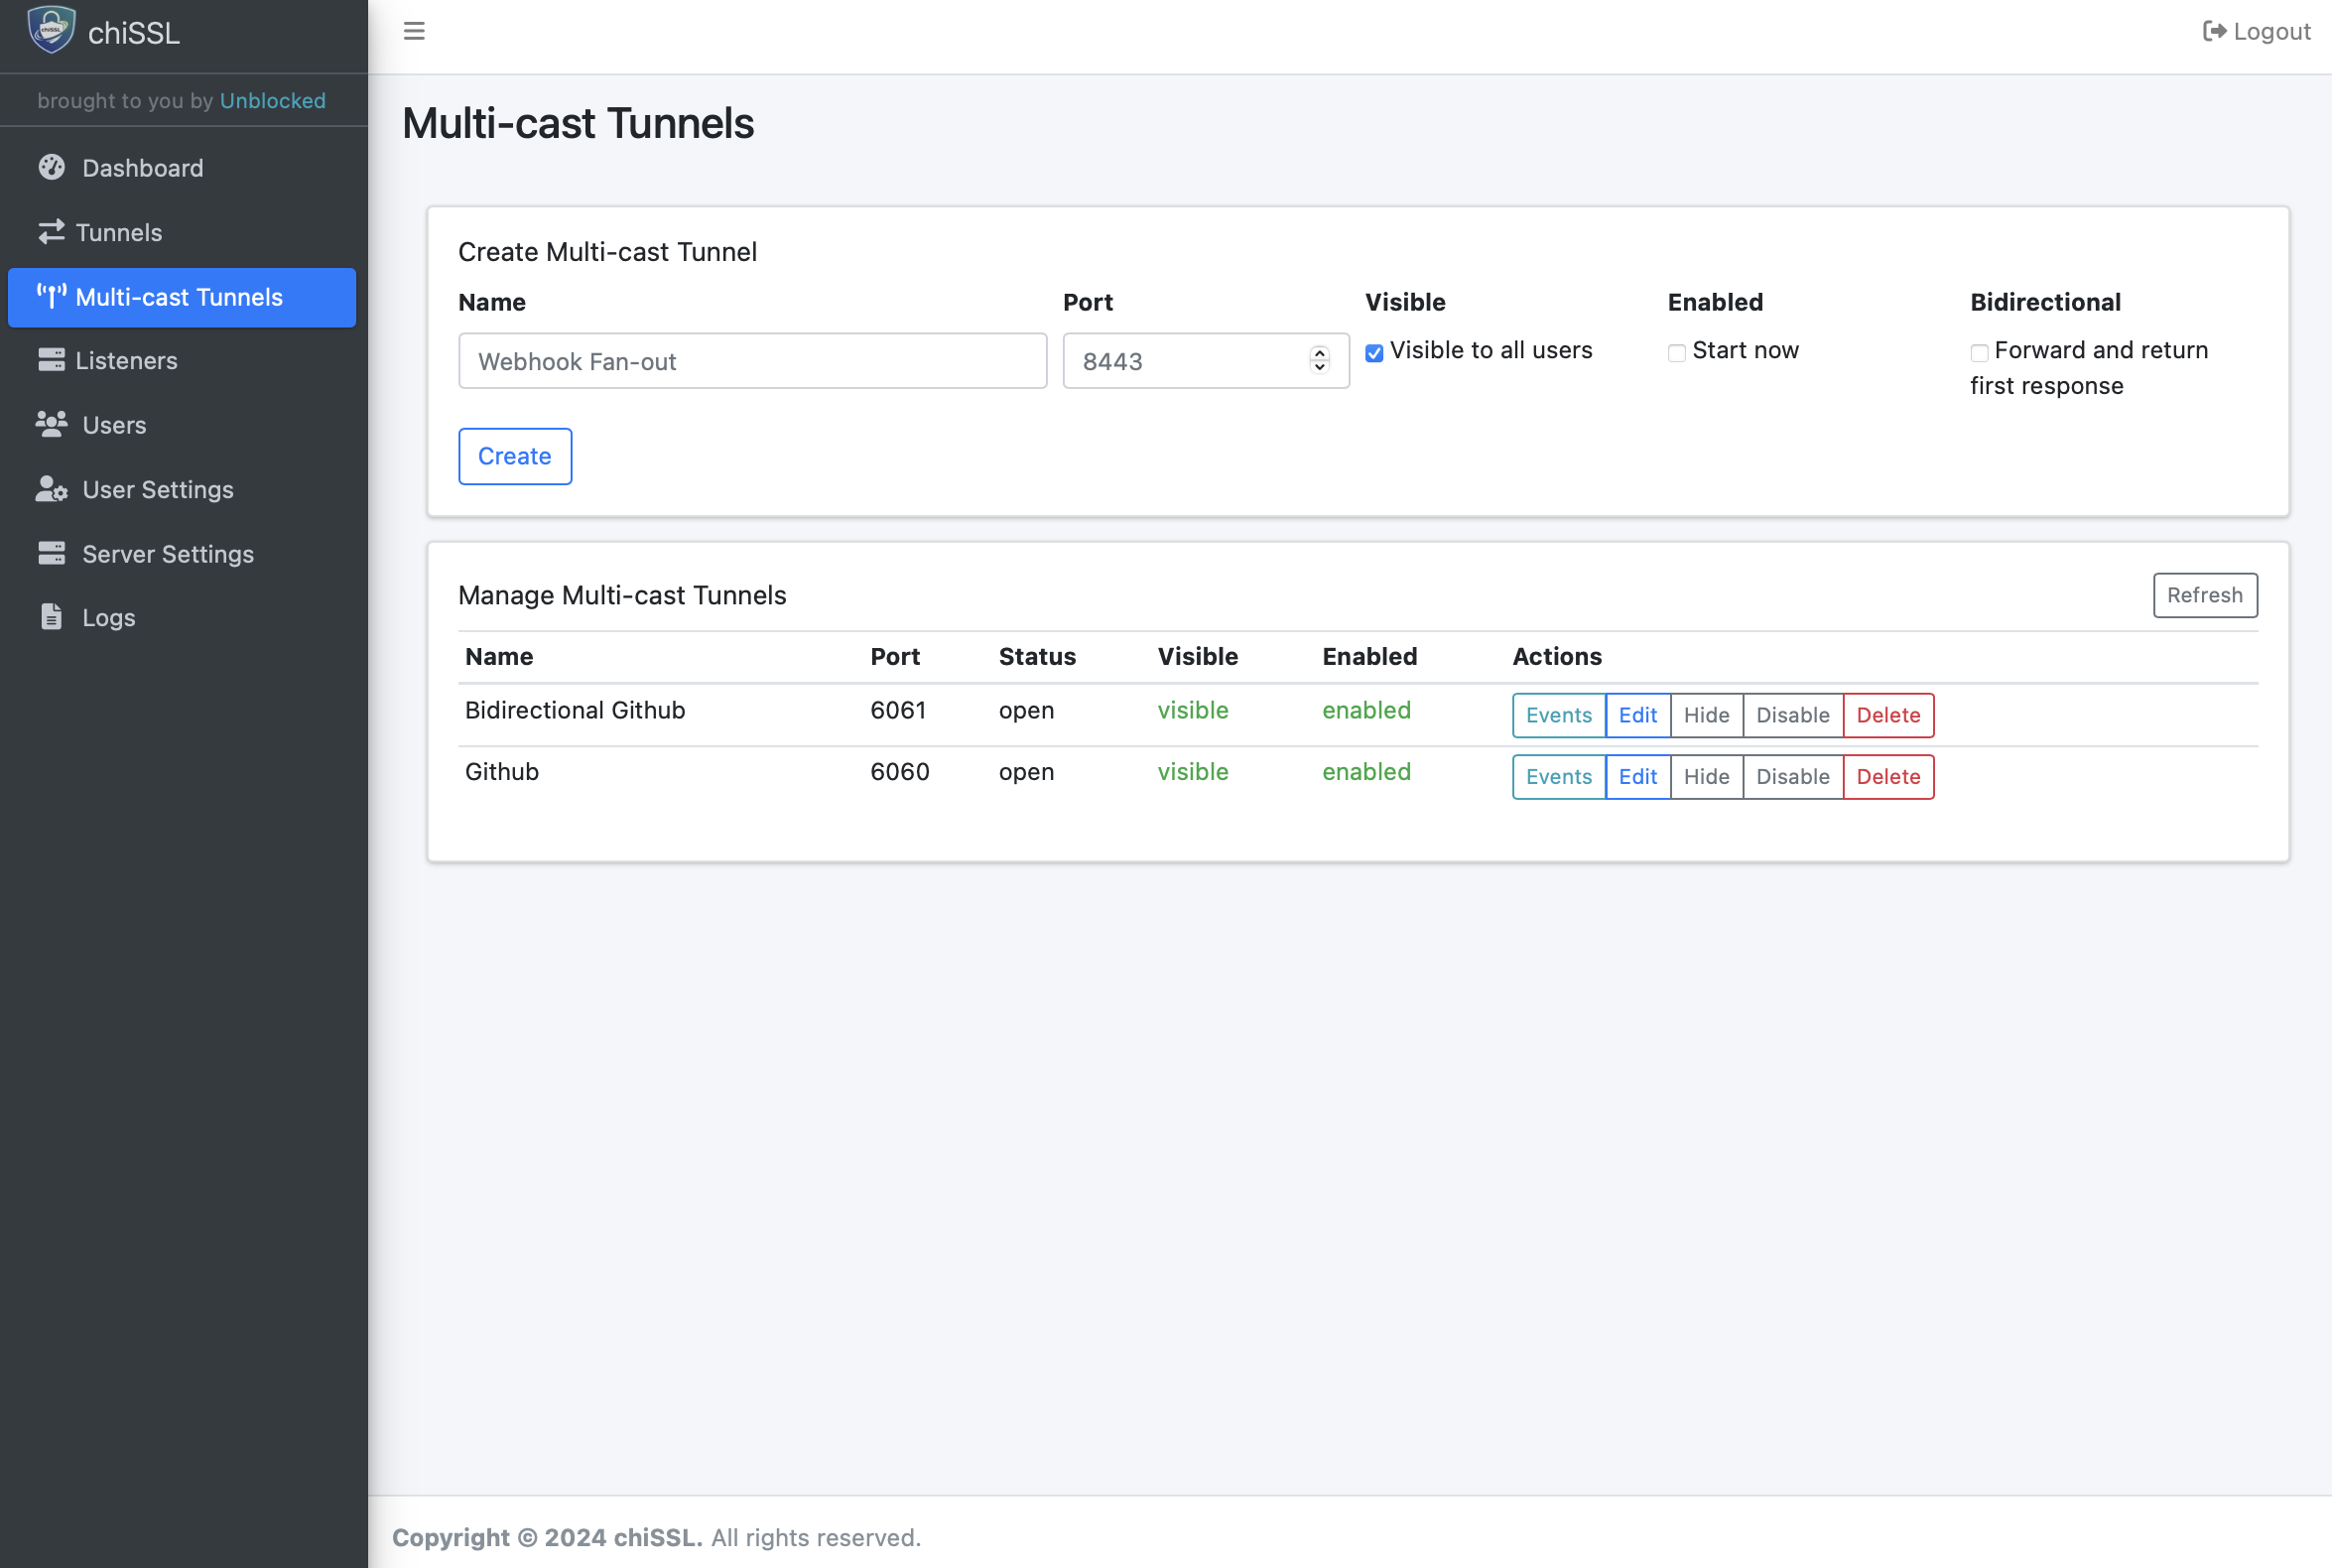 chiSSL
Logout
brought to you by Unblocked
Dashboard
Tunnels
Multi-cast Tunnels
Listeners
Users
User Settings
Server Settings
Logs
Multi-cast Tunnels
Create Multi-cast Tunnel
Name Port Visible Enabled Bidirectional
Webhook Fan-out 8443 Visible to all users Start now Forward and return
first response
Create
Manage Multi-cast Tunnels Refresh
Name Port Status Visible Enabled Actions
Bidirectional Github 6061 open visible enabled Events Edit Hide Disable Delete
Github 6060 open visible enabled Events Edit Hide Disable Delete
Copyright © 2024 chiSSL. All rights reserved.